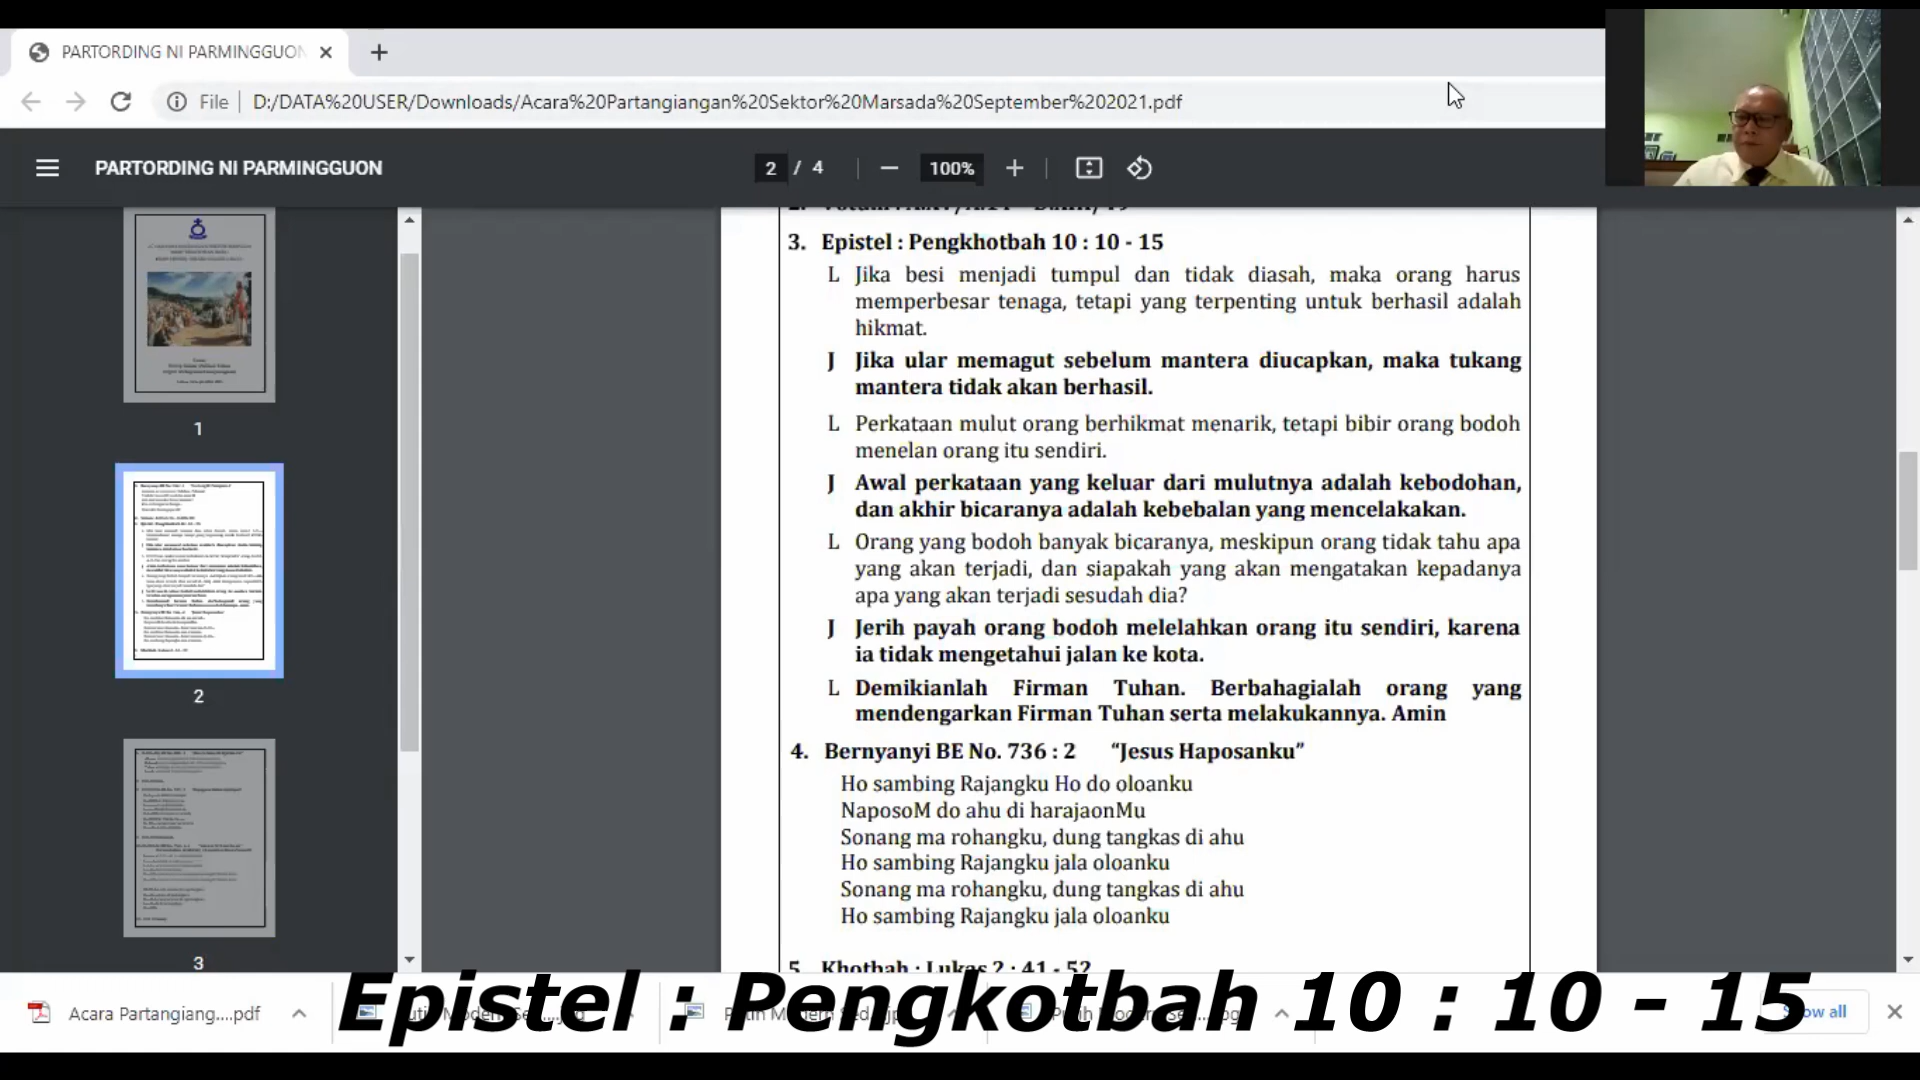 PARTORDING NI PARMINGGUON
File D:/DATA%20USER/Downloads/Acara%20Partangiangan%20Sektor%20Marsada%20September%202021.pdf
PARTORDING NI PARMINGGUON
2 / 4
100%
3. Epistel : Pengkhotbah 10 : 10 - 15
L Jika besi menjadi tumpul dan tidak diasah, maka orang harus
memperbesar tenaga, tetapi yang terpenting untuk berhasil adalah
hikmat.
J Jika ular memagut sebelum mantera diucapkan, maka tukang
mantera tidak akan berhasil.
L Perkataan mulut orang berhikmat menarik, tetapi bibir orang bodoh
menelan orang itu sendiri.
J Awal perkataan yang keluar dari mulutnya adalah kebodohan,
dan akhir bicaranya adalah kebebalan yang mencelakakan.
L Orang yang bodoh banyak bicaranya, meskipun orang tidak tahu apa
yang akan terjadi, dan siapakah yang akan mengatakan kepadanya
apa yang akan terjadi sesudah dia?
J Jerih payah orang bodoh melelahkan orang itu sendiri, karena
ia tidak mengetahui jalan ke kota.
L Demikianlah Firman Tuhan. Berbahagialah orang yang
mendengarkan Firman Tuhan serta melakukannya. Amin
4. Bernyanyi BE No. 736 : 2 “Jesus Haposanku”
Ho sambing Rajangku Ho do oloanku
NaposoM do ahu di harajaonMu
Sonang ma rohangku, dung tangkas di ahu
Ho sambing Rajangku jala oloanku
Sonang ma rohangku, dung tangkas di ahu
Ho sambing Rajangku jala oloanku
5. Khotbah : Lukas 2 : 41 - 52
1
2
3
Acara Partangiang....pdf
Epistel : Pengkotbah 10 : 10 - 15